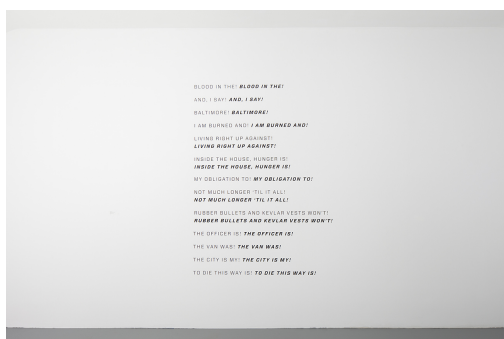 BLOOD IN THE! BLOOD IN THE!
AND, I SAY! AND, I SAY!
BALTIMORE! BALTIMORE!
I AM BURNED AND! I AM BURNED AND!
LIVING RIGHT UP AGAINST!
LIVING RIGHT UP AGAINST!
INSIDE THE HOUSE, HUNGER IS!
INSIDE THE HOUSE, HUNGER IS!
MY OBLIGATION TO! MY OBLIGATION TO!
NOT MUCH LONGER 'TIL IT ALL!
NOT MUCH LONGER 'TIL IT ALL!
RUBBER BULLETS AND KEVLAR VESTS WON'T!
RUBBER BULLETS AND KEVLAR VESTS WON'T!
THE OFFICER IS! THE OFFICER IS!
THE VAN WAS! THE VAN WAS!
THE CITY IS MY! THE CITY IS MY!
TO DIE THIS WAY IS! TO DIE THIS WAY IS!